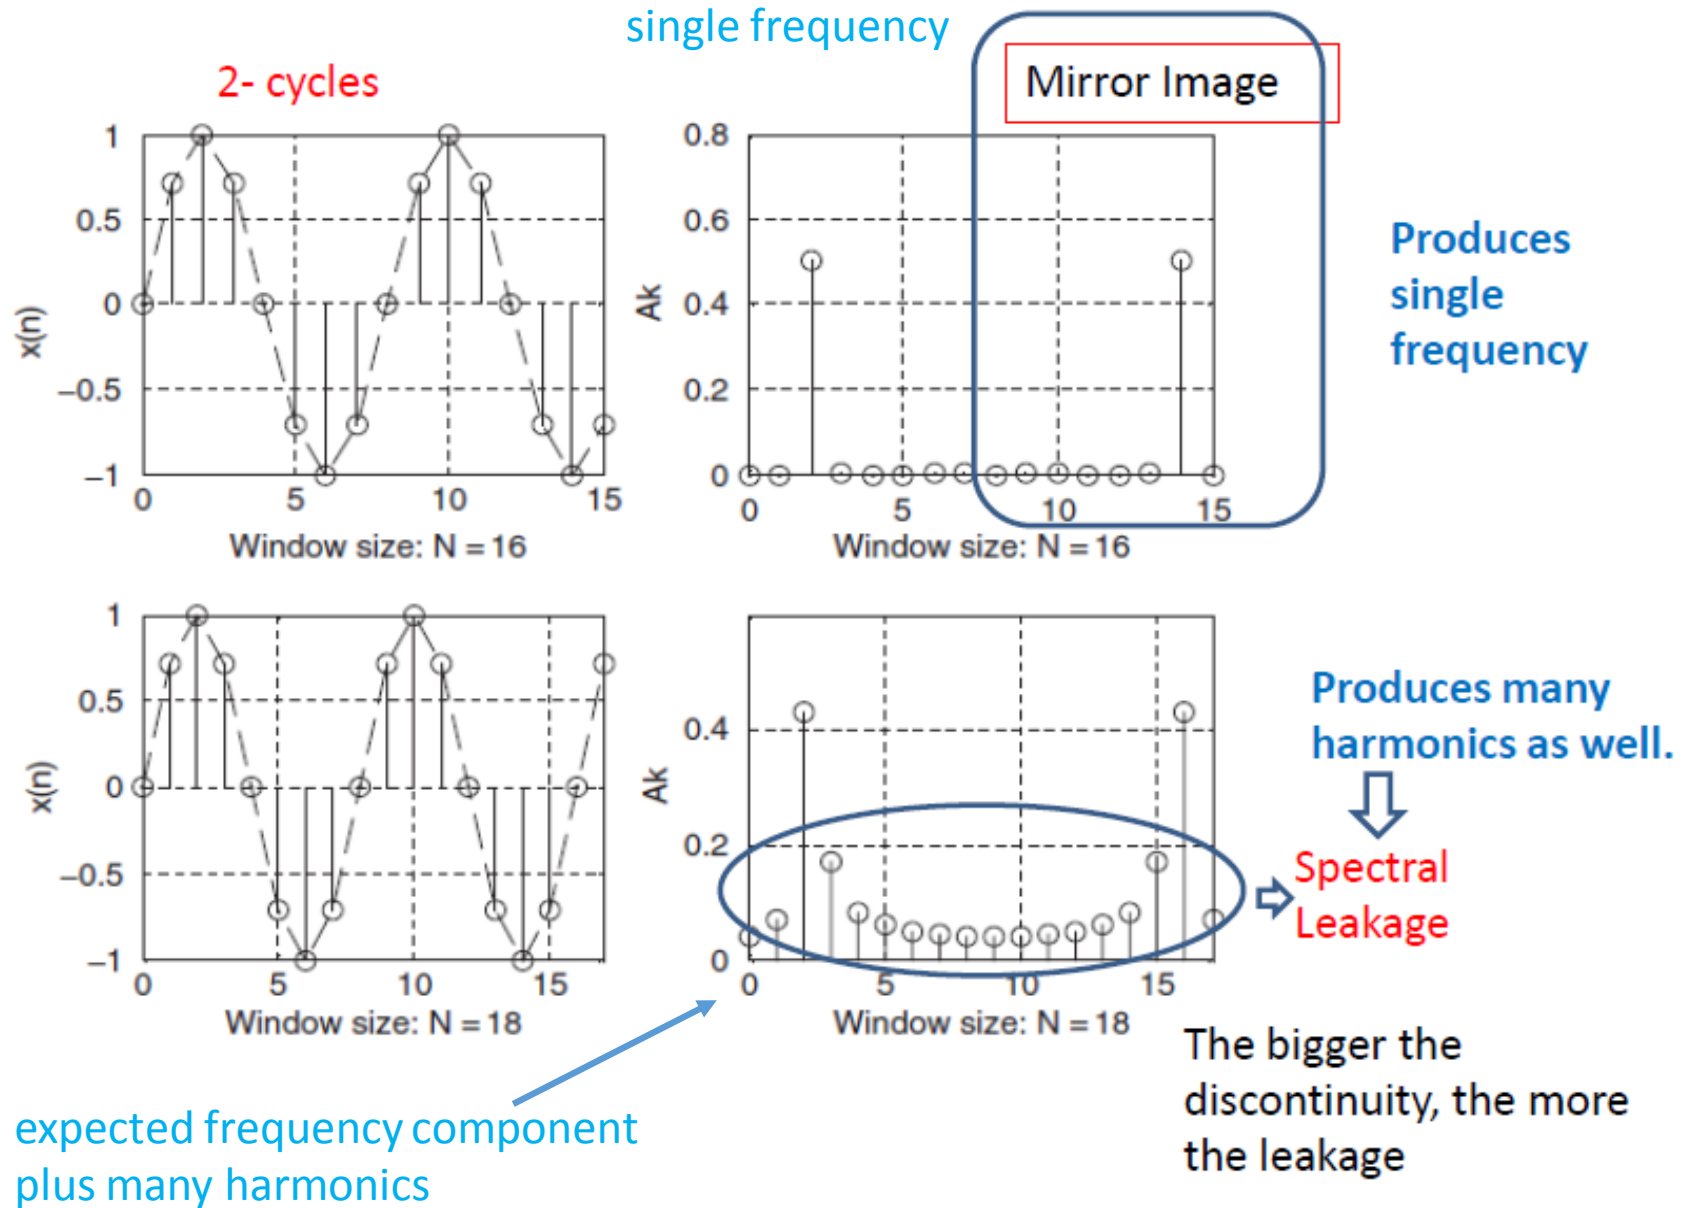 single frequency
2- cycles
Mirror Image
1
0.5
0
−0.5
−1
x(n)
0 5 10 15
Window size: N = 16
0.8
0.6
0.4
0.2
0
Ak
0 5 10 15
Window size: N = 16
Produces
single
frequency
1
0.5
0
−0.5
−1
x(n)
0 5 10 15
Window size: N = 18
0.4
0.2
0
Ak
0 5 10 15
Window size: N = 18
Produces many
harmonics as well.
Spectral
Leakage
The bigger the
discontinuity, the more
the leakage
expected frequency component
plus many harmonics